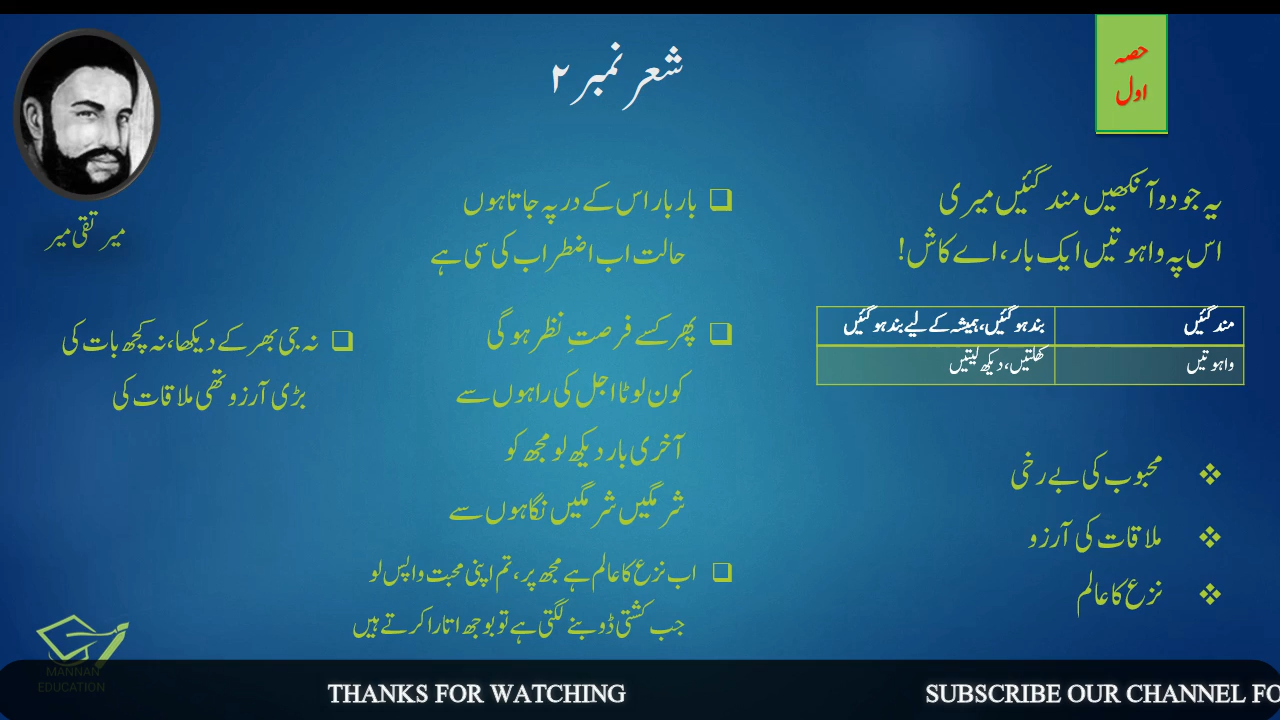 شعر نمبر ۲
حصہ
اول
میر تقی میر
یہ جو دو آنکھیں مند گئیں میری
اس پہ وا ہوتیں ایک بار، اے کاش!
مند گئیں
بند ہو گئیں، ہمیشہ کے لیے بند ہو گئیں
وا ہوتیں
کھلتیں، دیکھ لیتیں
❖ محبوب کی بے رخی
❖ ملاقات کی آرزو
❖ نزع کا عالم
❑ بار بار اس کے در پہ جاتا ہوں
حالت اب اضطراب کی سی ہے
❑ پھر کسے فرصتِ نظر ہو گی
کون لوٹا اجل کی راہوں سے
آخری بار دیکھ لو مجھ کو
شرمگیں شرمگیں نگاہوں سے
❑ اب نزع کا عالم ہے مجھ پر، تم اپنی محبت واپس لو
جب کشتی ڈوبنے لگتی ہے تو بوجھ اتارا کرتے ہیں
❑ نہ جی بھر کے دیکھا، نہ کچھ بات کی
بڑی آرزو تھی ملاقات کی
MANNAN
EDUCATION
THANKS FOR WATCHING
SUBSCRIBE OUR CHANNEL FO